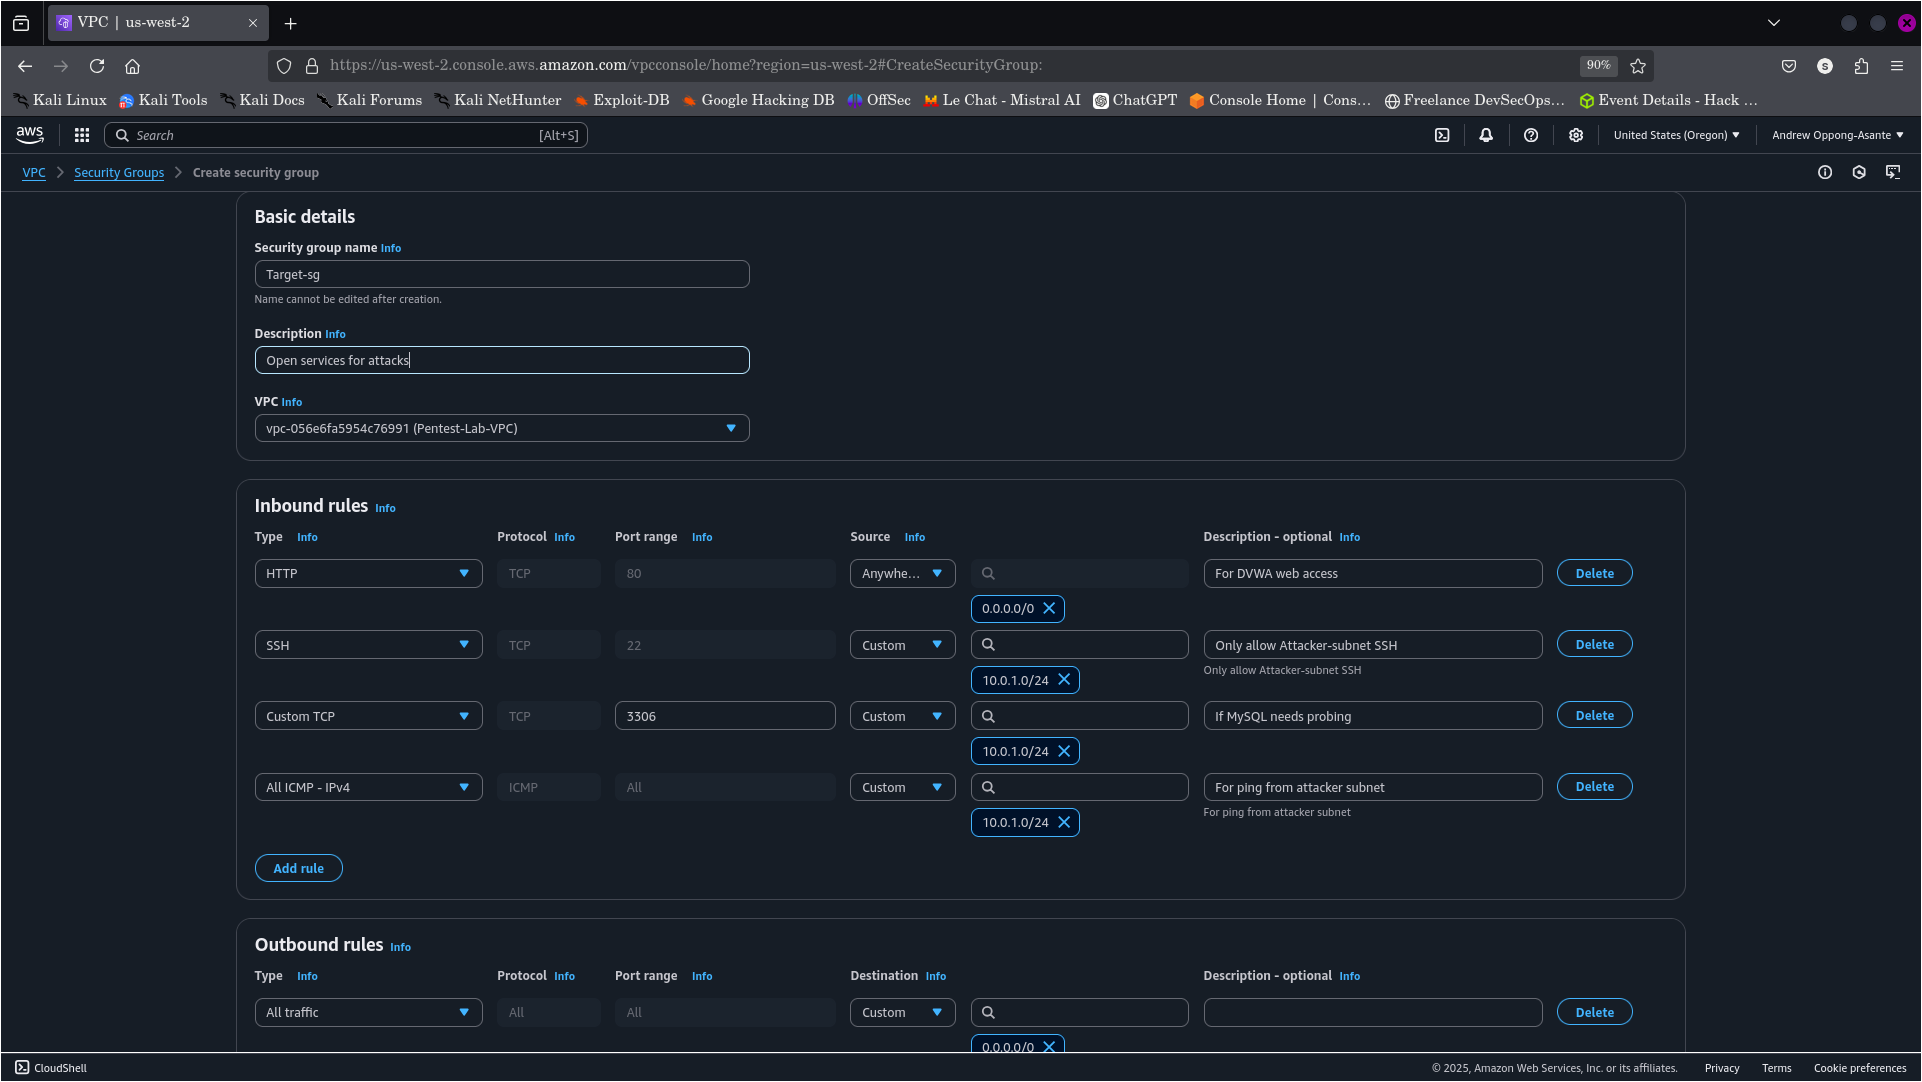 VPC | us-west-2
https://us-west-2.console.aws.amazon.com/vpcconsole/home?region=us-west-2#CreateSecurityGroup:
90%
S
Kali Linux Kali Tools Kali Docs Kali Forums Kali NetHunter Exploit-DB Google Hacking DB OffSec Le Chat - Mistral AI ChatGPT Console Home | Cons… Freelance DevSecOps… Event Details - Hack …
aws Search [Alt+S] United States (Oregon) Andrew Oppong-Asante
VPC Security Groups Create security group
Basic details
Security group name Info
Target-sg
Name cannot be edited after creation.
Description Info
Open services for attacks
VPC Info
vpc-056e6fa5954c76991 (Pentest-Lab-VPC)
Inbound rules Info
Type Info Protocol Info Port range Info Source Info Description - optional Info
HTTP TCP 80 Anywhe… For DVWA web access Delete
0.0.0.0/0
SSH TCP 22 Custom Only allow Attacker-subnet SSH Delete
Only allow Attacker-subnet SSH
10.0.1.0/24
Custom TCP TCP 3306 Custom If MySQL needs probing Delete
10.0.1.0/24
All ICMP - IPv4 ICMP All Custom For ping from attacker subnet Delete
For ping from attacker subnet
10.0.1.0/24
Add rule
Outbound rules Info
Type Info Protocol Info Port range Info Destination Info Description - optional Info
All traffic All All Custom Delete
0.0.0.0/0
CloudShell © 2025, Amazon Web Services, Inc. or its affiliates. Privacy Terms Cookie preferences